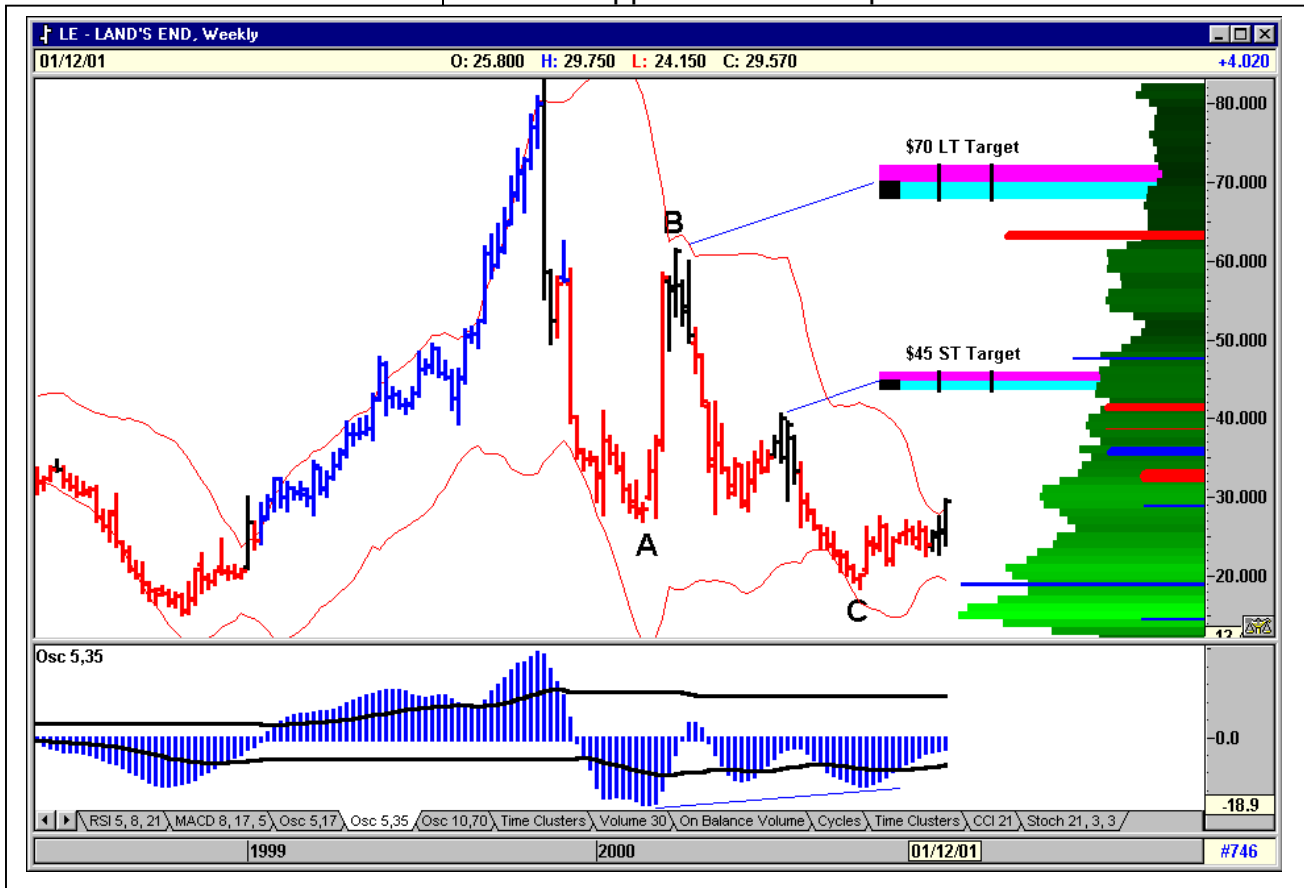 LE - LAND'S END, Weekly
01/12/01 O: 25.800 H: 29.750 L: 24.150 C: 29.570 +4.020
80.000
$70 LT Target
70.000
B
60.000
50.000
$45 ST Target
40.000
30.000
A
20.000
C
Osc 5,35
0.0
-18.9
RSI 5, 8, 21 MACD 8, 17, 5 Osc 5,17 Osc 5,35 Osc 10,70 Time Clusters Volume 30 On Balance Volume Cycles Time Clusters CCI 21 Stoch 21, 3, 3
1999 2000 01/12/01 #746